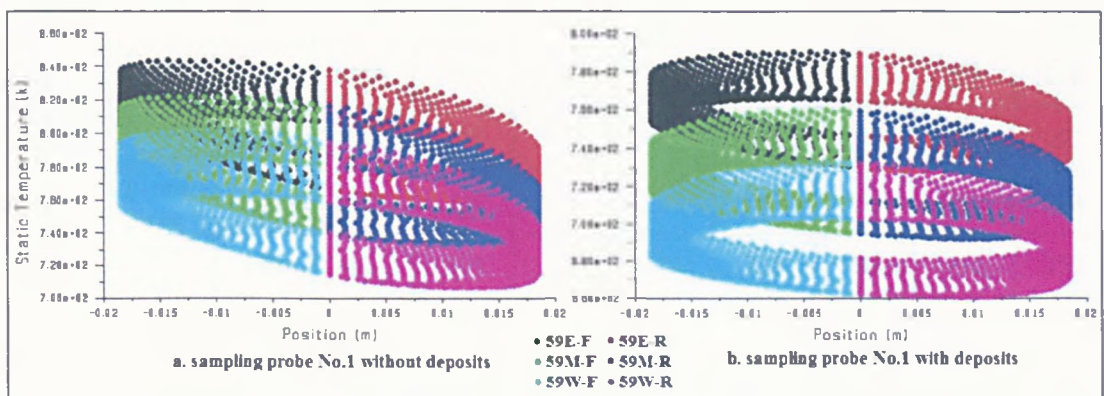 8.60e+02
8.40e+02
8.20e+02
8.00e+02
7.80e+02
7.60e+02
7.40e+02
7.20e+02
7.00e+02
Static Temperature (k)
-0.02 -0.015 -0.01 -0.005 0 0.005 0.01 0.015 0.02
Position (m)
a. sampling probe No.1 without deposits
8.00e+02
7.80e+02
7.60e+02
7.40e+02
7.20e+02
7.00e+02
6.80e+02
6.60e+02
-0.02 -0.015 -0.01 -0.005 0 0.005 0.01 0.015 0.02
Position (m)
b. sampling probe No.1 with deposits
59E-F 59E-R
59M-F 59M-R
59W-F 59W-R